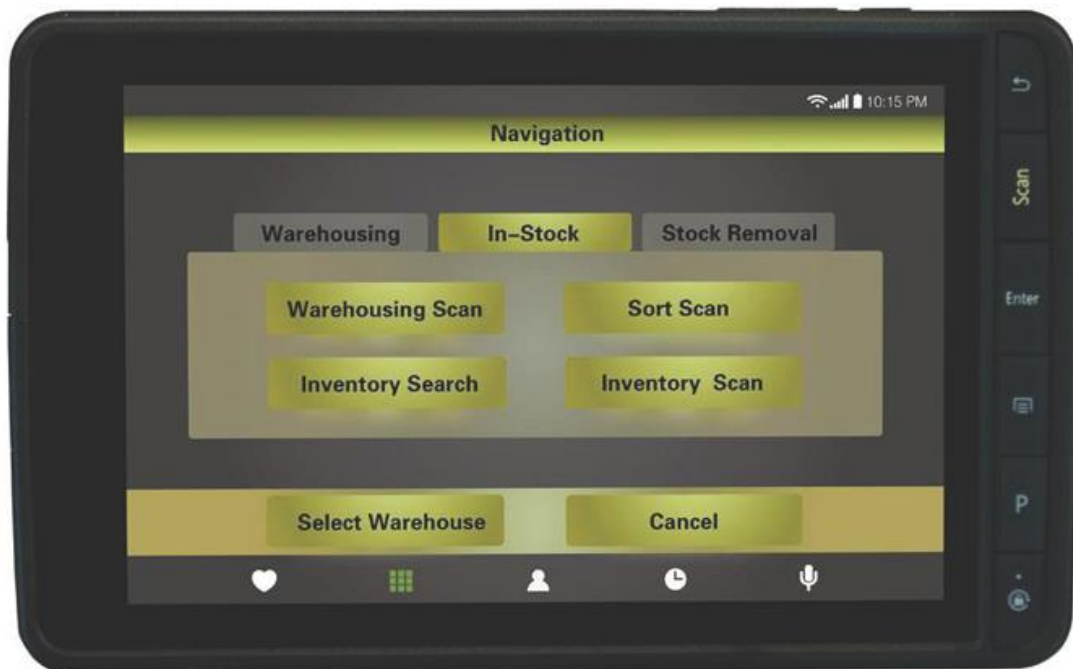 10:15 PM
Navigation
Warehousing
In-Stock
Stock Removal
Warehousing Scan
Sort Scan
Inventory Search
Inventory Scan
Select Warehouse
Cancel
Scan
Enter
P